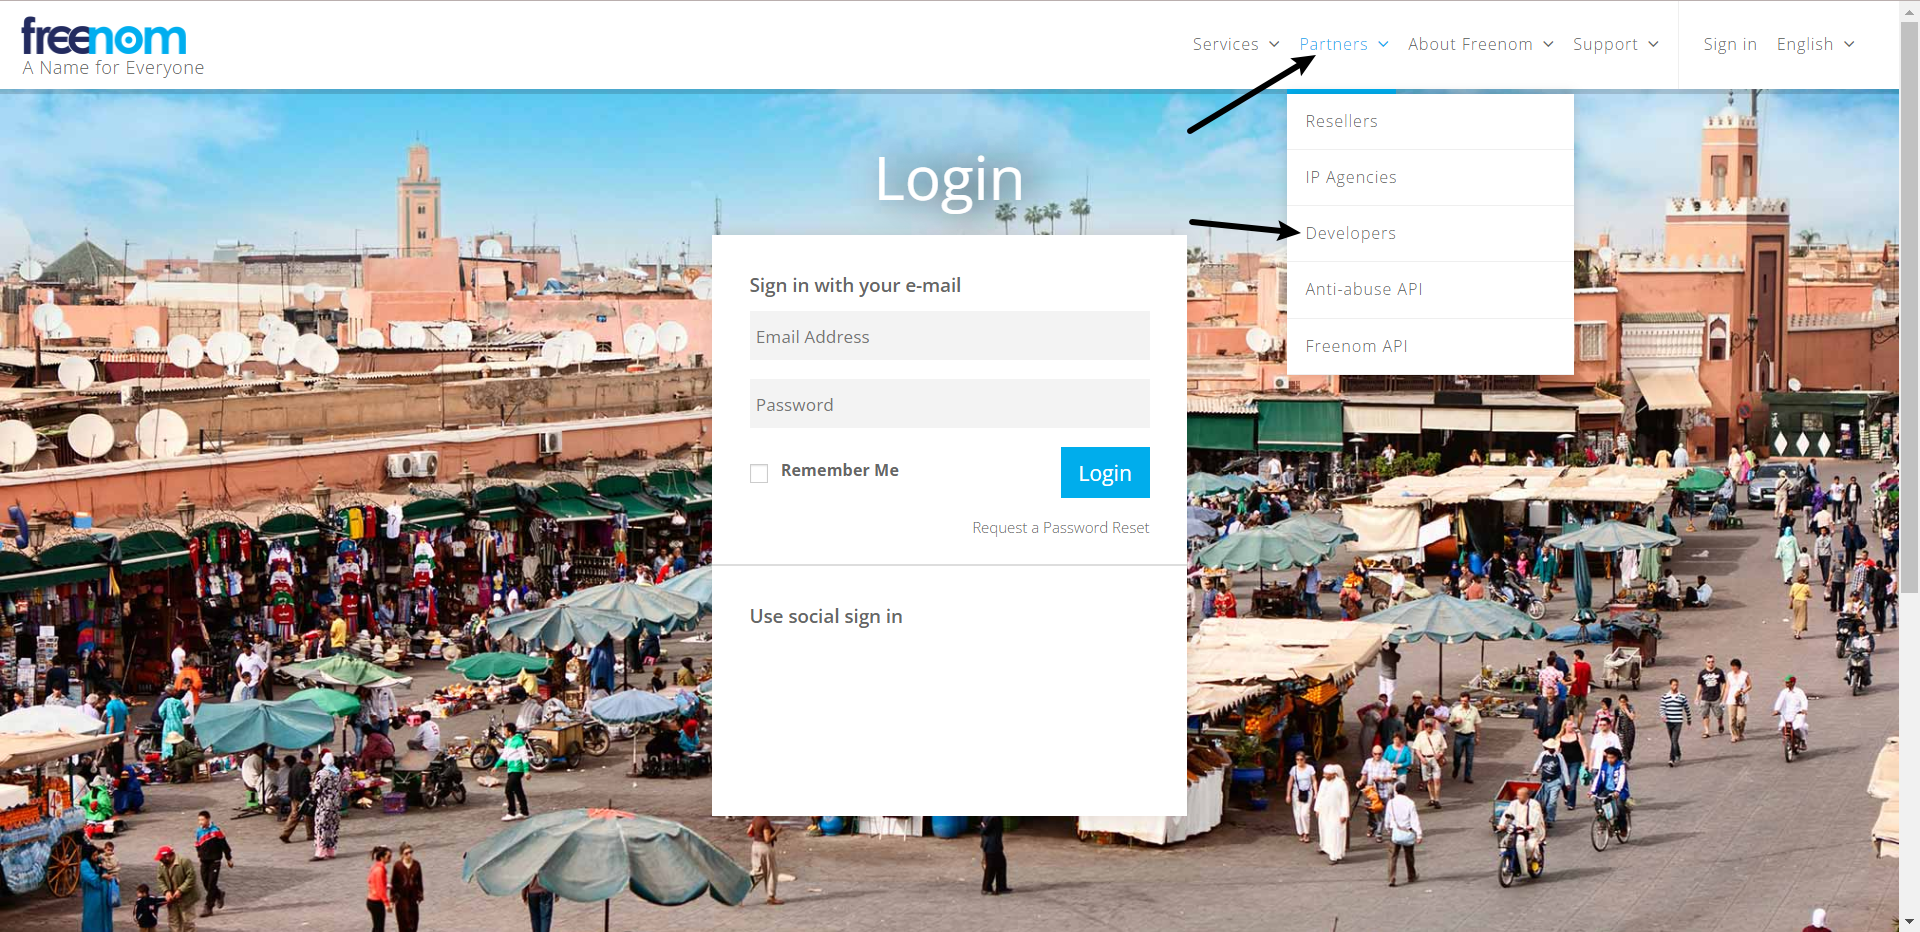 freenom
A Name for Everyone
Services Partners About Freenom Support Sign in English
Resellers
IP Agencies
Developers
Anti-abuse API
Freenom API
Login
Sign in with your e-mail
Email Address
Password
Remember Me
Login
Request a Password Reset
Use social sign in